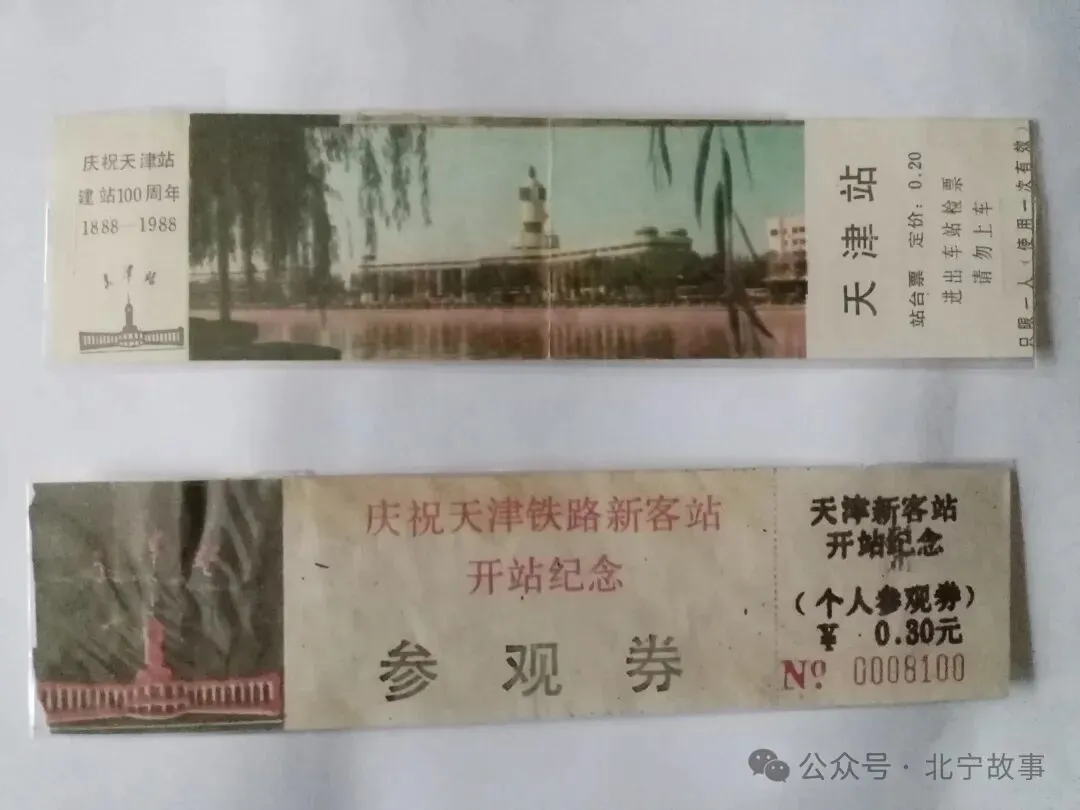 庆祝天津站
建站100周年
1888—1988
天津站
天津站
站台票 定价：0.20
进出车站检票
请勿上车
只限一人（使用一次有效）
庆祝天津铁路新客站
开站纪念
参观券
天津新客站
开站纪念
（个人参观券）
¥ 0.30元
Nº 0008100
公众号·北宁故事